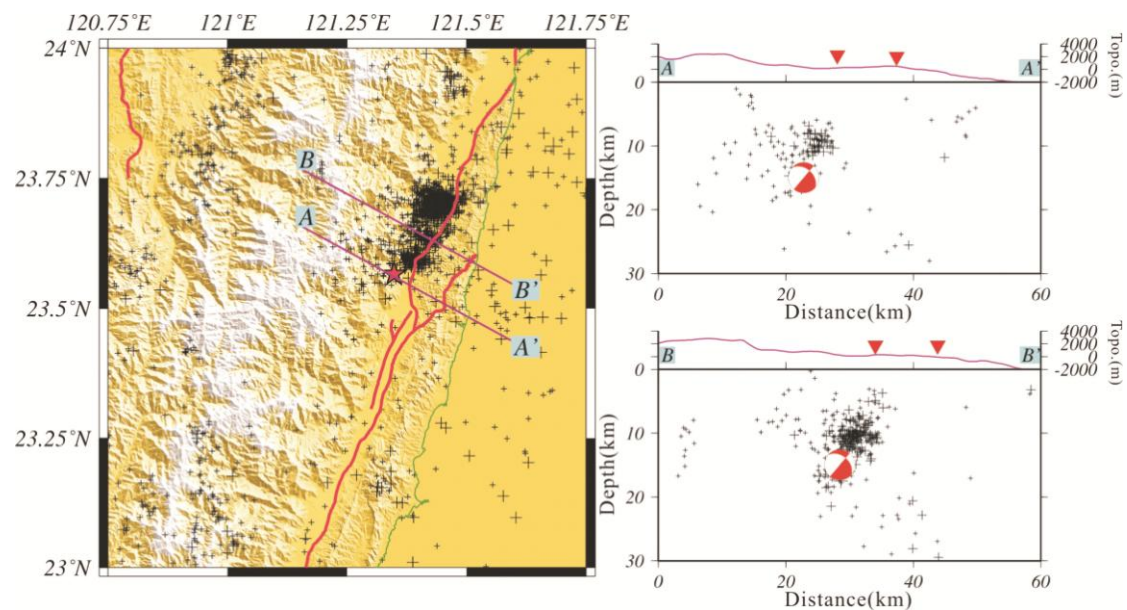 120.75°E 121°E 121.25°E 121.5°E
24°N
23.75°N
23.5°N
23.25°N
23°N
B
A
B'
A'
A
A'
4000
2000
0
-2000
Topo.(m)
0
10
20
30
Depth(km)
0 20 40 60
Distance(km)
B
B'
4000
2000
0
-2000
Topo.(m)
0
10
20
30
Depth(km)
0 20 40 60
Distance(km)